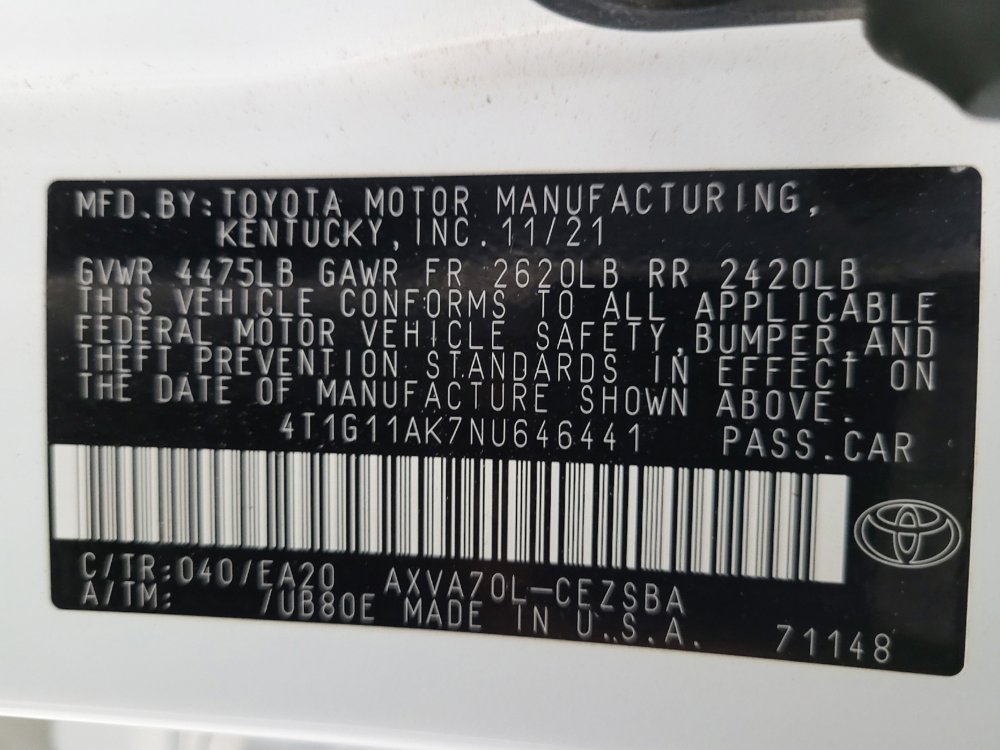 MFD.BY:TOYOTA MOTOR MANUFACTURING,
KENTUCKY,INC. 11/21
GVWR 4475LB GAWR FR 2620LB RR 2420LB
THIS VEHICLE CONFORMS TO ALL APPLICABLE
FEDERAL MOTOR VEHICLE SAFETY,BUMPER,AND
THEFT PREVENTION STANDARDS IN EFFECT ON
THE DATE OF MANUFACTURE SHOWN ABOVE.
4T1G11AK7NU646441 PASS.CAR
C/TR:040/EA20 AXVA70L-CEZSBA
A/TM: /UB80E MADE IN U.S.A. 71148